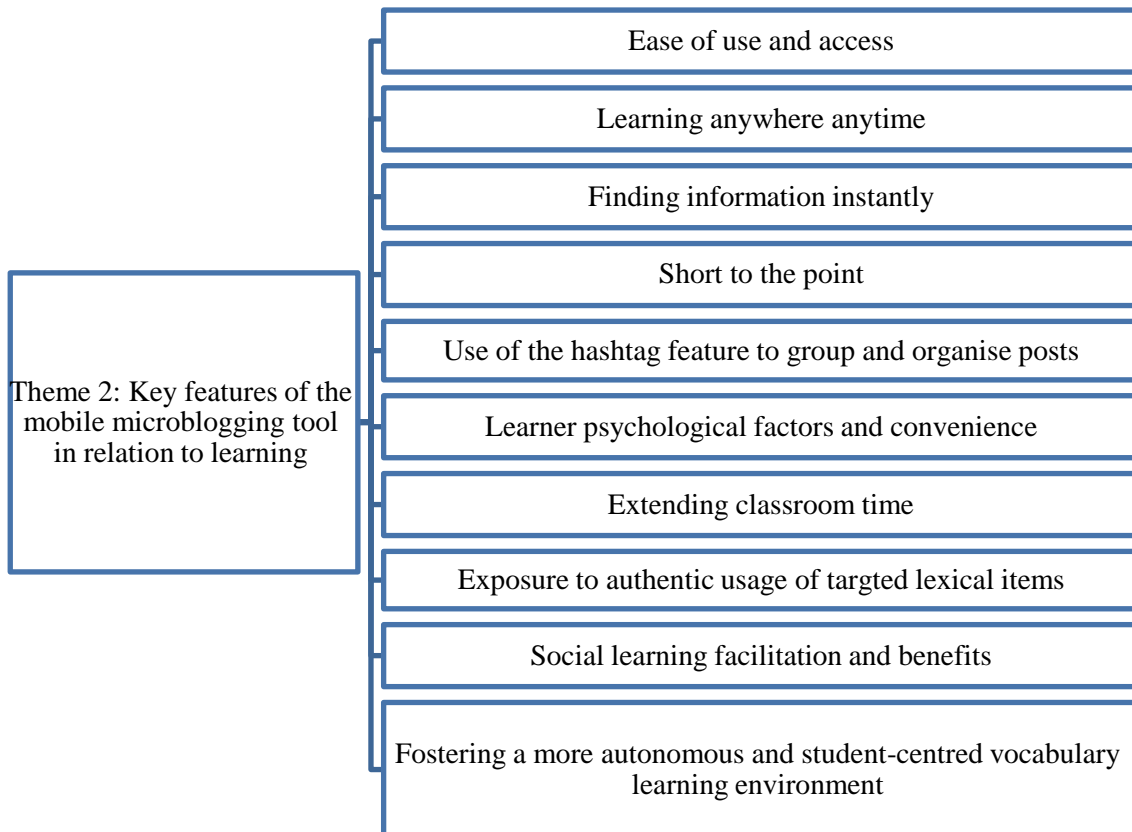 Ease of use and access
Learning anywhere anytime
Finding information instantly
Short to the point
Use of the hashtag feature to group and organise posts
Theme 2: Key features of the
mobile microblogging tool
in relation to learning
Learner psychological factors and convenience
Extending classroom time
Exposure to authentic usage of targted lexical items
Social learning facilitation and benefits
Fostering a more autonomous and student-centred vocabulary
learning environment